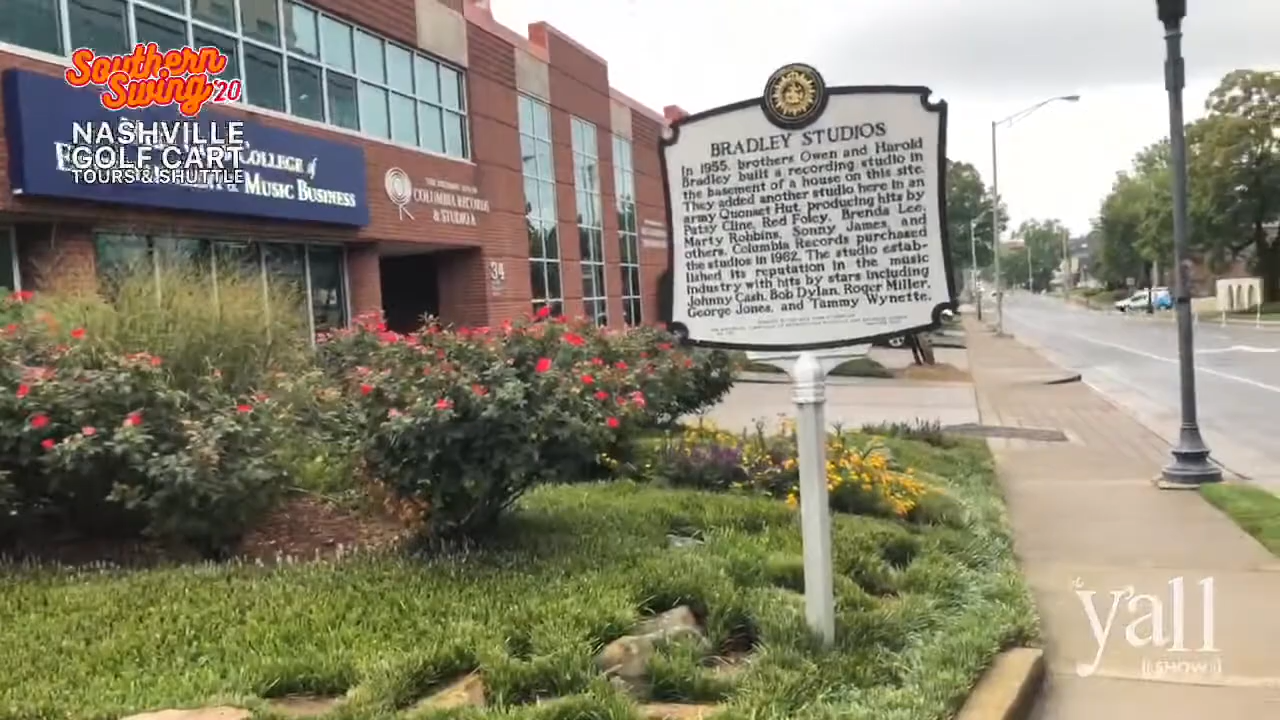 Southern
Swing '20
NASHVILLE
GOLF CART
TOURS & SHUTTLE
COLLEGE of
& MUSIC BUSINESS
COLUMBIA RECORDS
& STUDIO A
34
BRADLEY STUDIOS
In 1955, brothers Owen and Harold
Bradley built a recording studio in
the basement of a house on this site.
They added another studio here in an
army Quonset Hut, producing hits by
Patsy Cline, Red Foley, Brenda Lee,
Marty Robbins, Sonny James, and
others. Columbia Records purchased
the studios in 1962. The studio estab-
lished its reputation in the music
industry with hits by stars including
Johnny Cash, Bob Dylan, Roger Miller,
George Jones, and Tammy Wynette.
y'all
SHOW